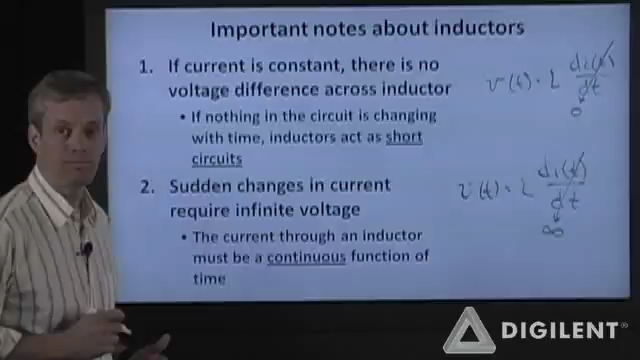 Important notes about inductors
1. If current is constant, there is no
voltage difference across inductor
• If nothing in the circuit is changing
with time, inductors act as short
circuits
v(t) = L di(t)/dt
0
2. Sudden changes in current
require infinite voltage
• The current through an inductor
must be a continuous function of
time
v(t) = L di(t)/dt
∞
DIGILENT®